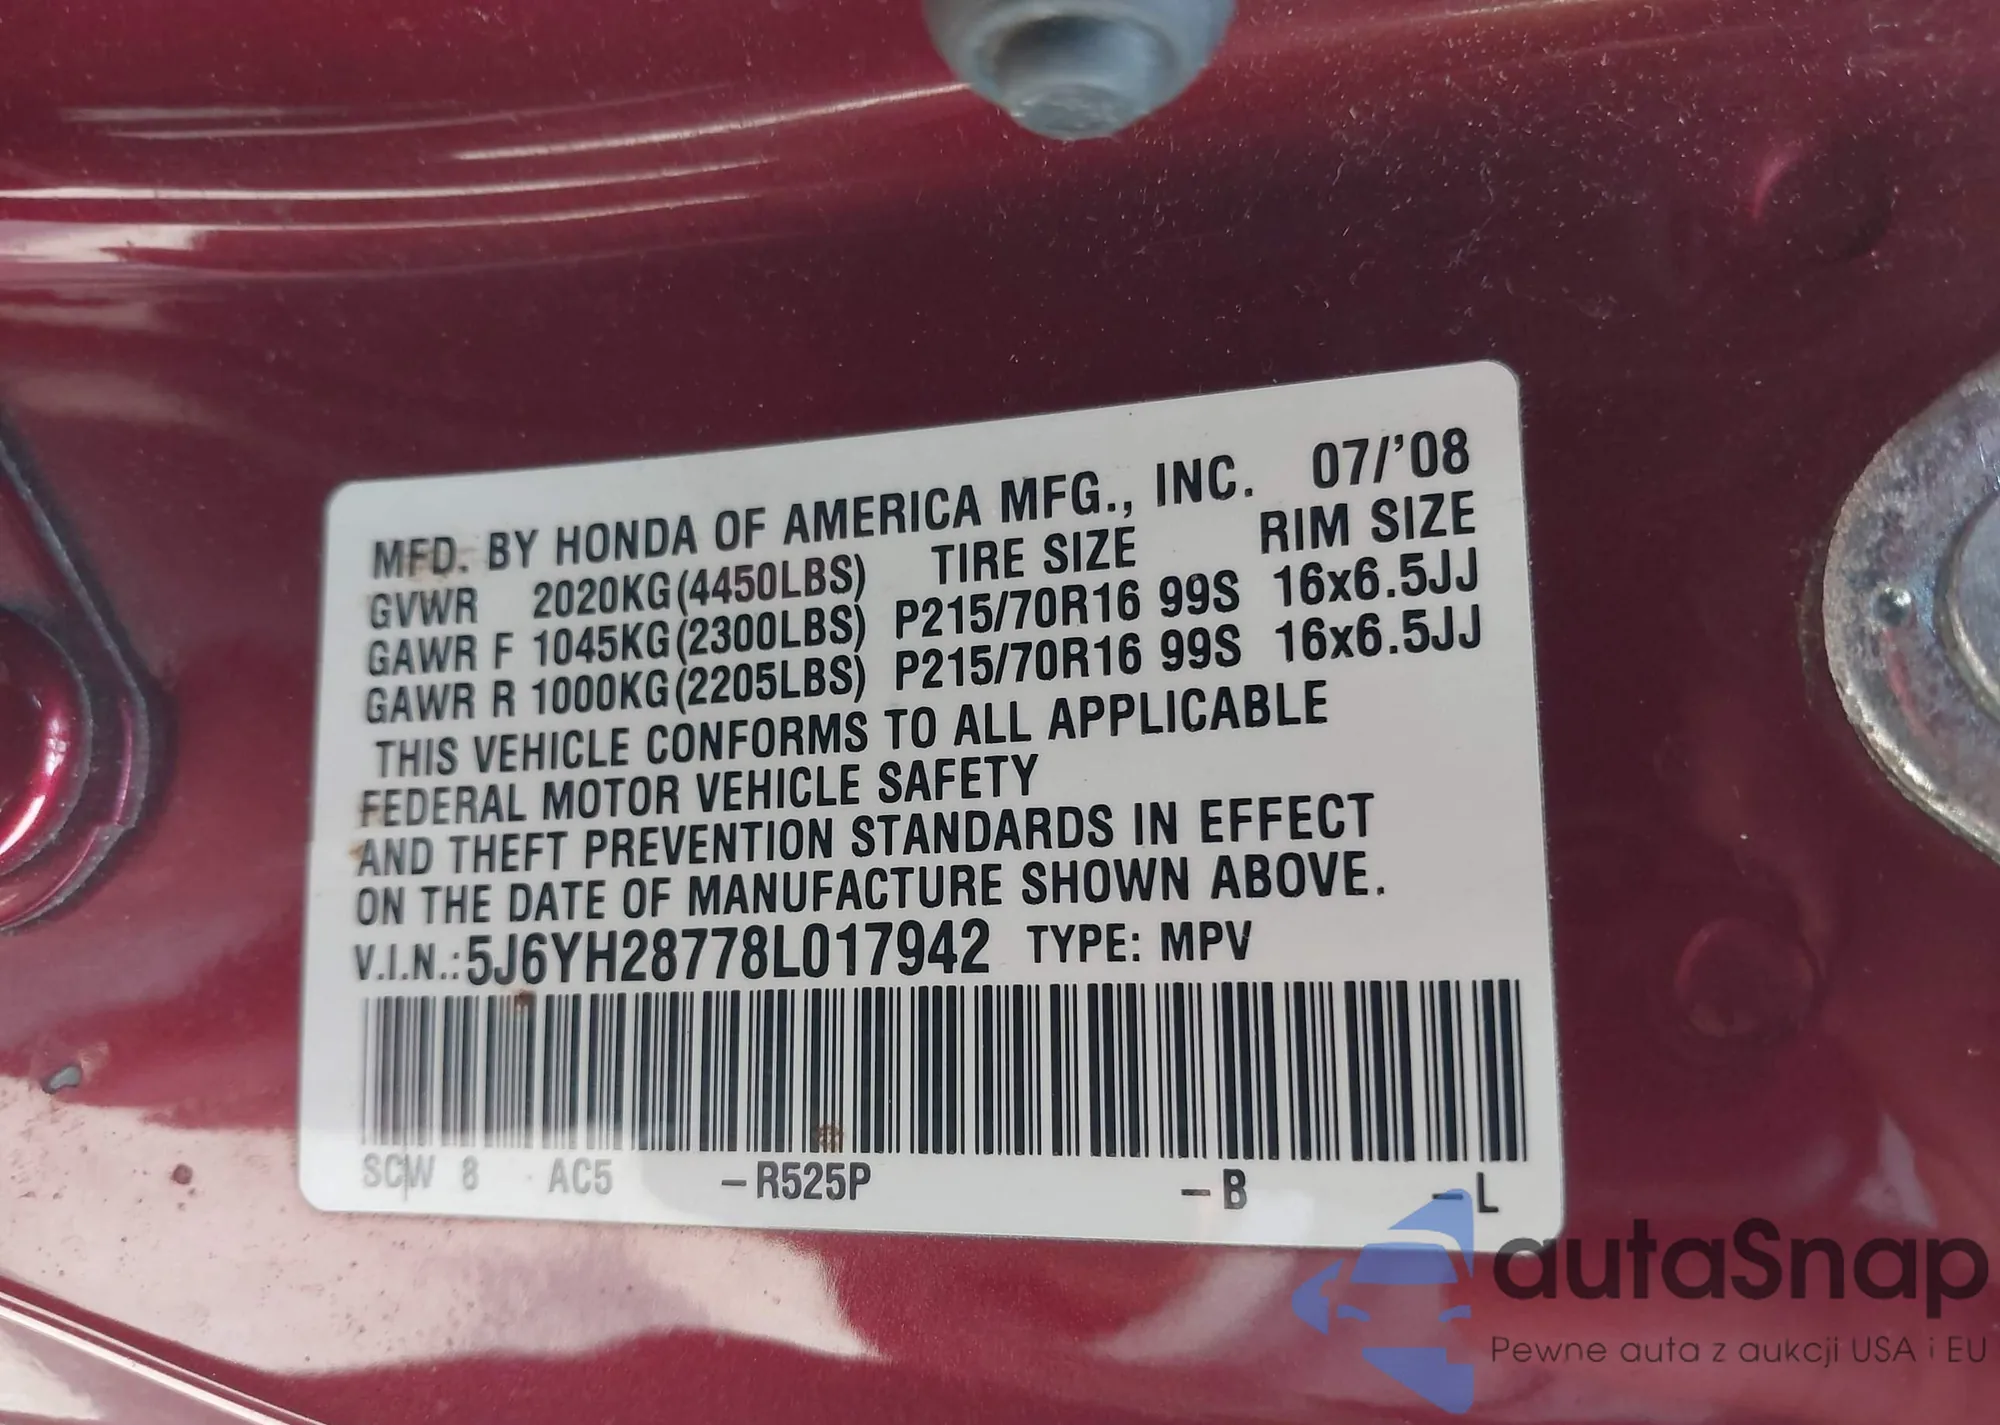 MFD. BY HONDA OF AMERICA MFG., INC. 07/'08
GVWR 2020KG(4450LBS) TIRE SIZE RIM SIZE
GAWR F 1045KG(2300LBS) P215/70R16 99S 16x6.5JJ
GAWR R 1000KG(2205LBS) P215/70R16 99S 16x6.5JJ
THIS VEHICLE CONFORMS TO ALL APPLICABLE
FEDERAL MOTOR VEHICLE SAFETY
AND THEFT PREVENTION STANDARDS IN EFFECT
ON THE DATE OF MANUFACTURE SHOWN ABOVE.
V.I.N.:5J6YH28778L017942 TYPE: MPV
SCW 8 AC5 –R525P –B –L
autaSnap
Pewne auta z aukcji USA i EU